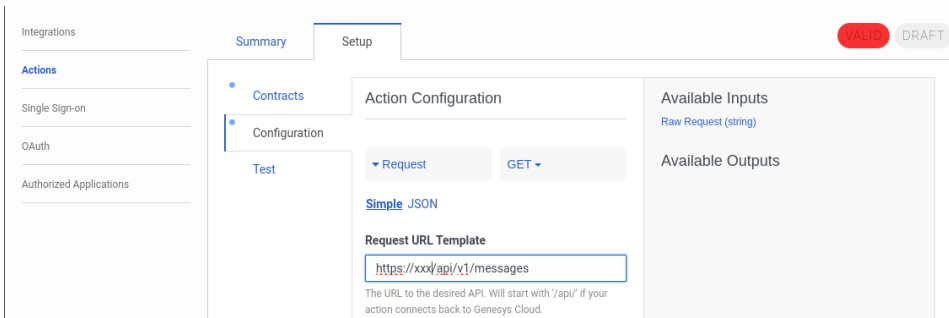 Integrations
Actions
Single Sign-on
OAuth
Authorized Applications
Summary
Setup
VALID
DRAFT
Contracts
Configuration
Test
Action Configuration
Request
GET
Simple JSON
Request URL Template
https://xxx/api/v1/messages
The URL to the desired API. Will start with '/api/' if your
action connects back to Genesys Cloud.
Available Inputs
Raw Request (string)
Available Outputs